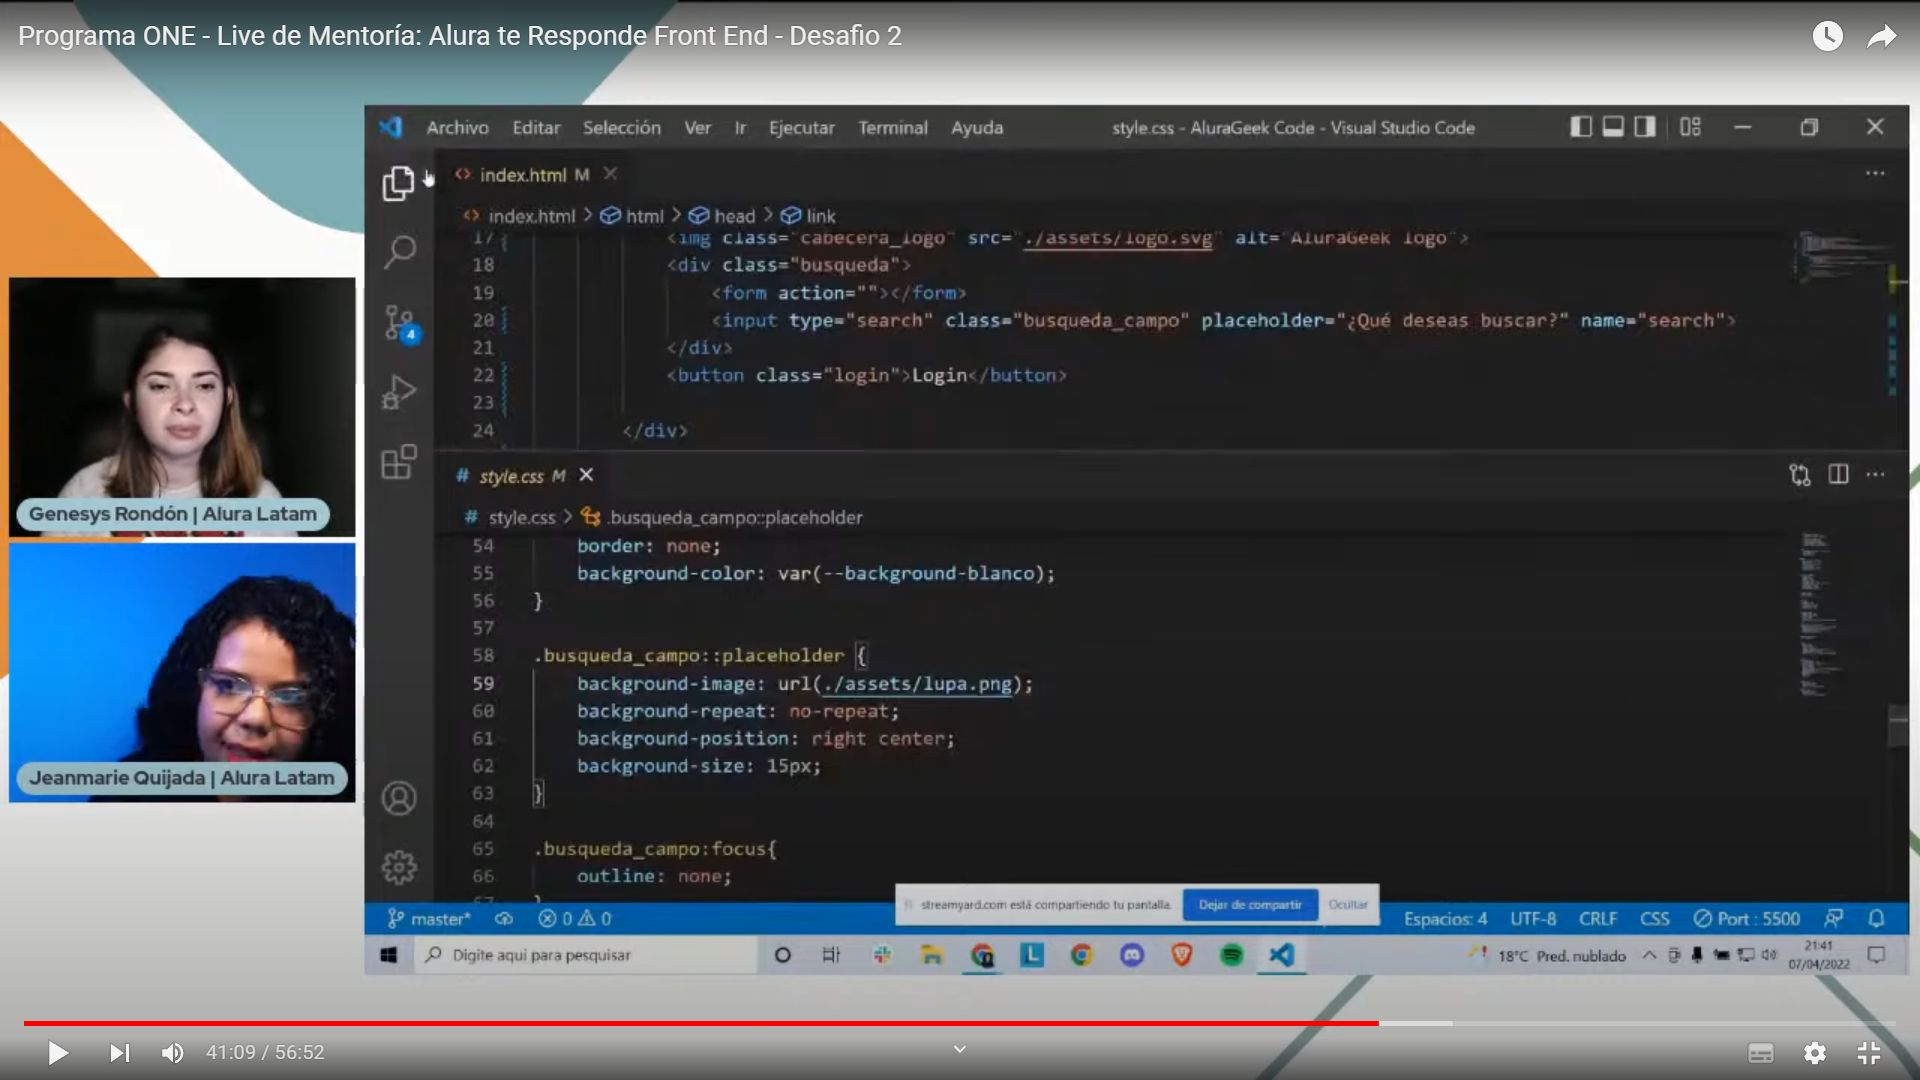 Programa ONE - Live de Mentoría: Alura te Responde Front End - Desafio 2
Archivo Editar Selección Ver Ir Ejecutar Terminal Ayuda style.css - AluraGeek Code - Visual Studio Code
index.html M
index.html > html > head > link
17 <img class="cabecera_logo" src="./assets/logo.svg" alt="AluraGeek logo">
18 <div class="busqueda">
19 <form action=""></form>
20 <input type="search" class="busqueda_campo" placeholder="¿Qué deseas buscar?" name="search">
21 </div>
22 <button class="login">Login</button>
23
24 </div>
4
# style.css M
# style.css > .busqueda_campo::placeholder
54 border: none;
55 background-color: var(--background-blanco);
56 }
57
58 .busqueda_campo::placeholder {
59 background-image: url(./assets/lupa.png);
60 background-repeat: no-repeat;
61 background-position: right center;
62 background-size: 15px;
63 }
64
65 .busqueda_campo:focus{
66 outline: none;
67 }
Genesys Rondón | Alura Latam
Jeanmarie Quijada | Alura Latam
streamyard.com está compartiendo tu pantalla. Dejar de compartir Ocultar
master* 0 0 Espacios: 4 UTF-8 CRLF CSS Port : 5500
Digite aqui para pesquisar L 18°C Pred. nublado 21:41
07/04/2022
41:09 / 56:52